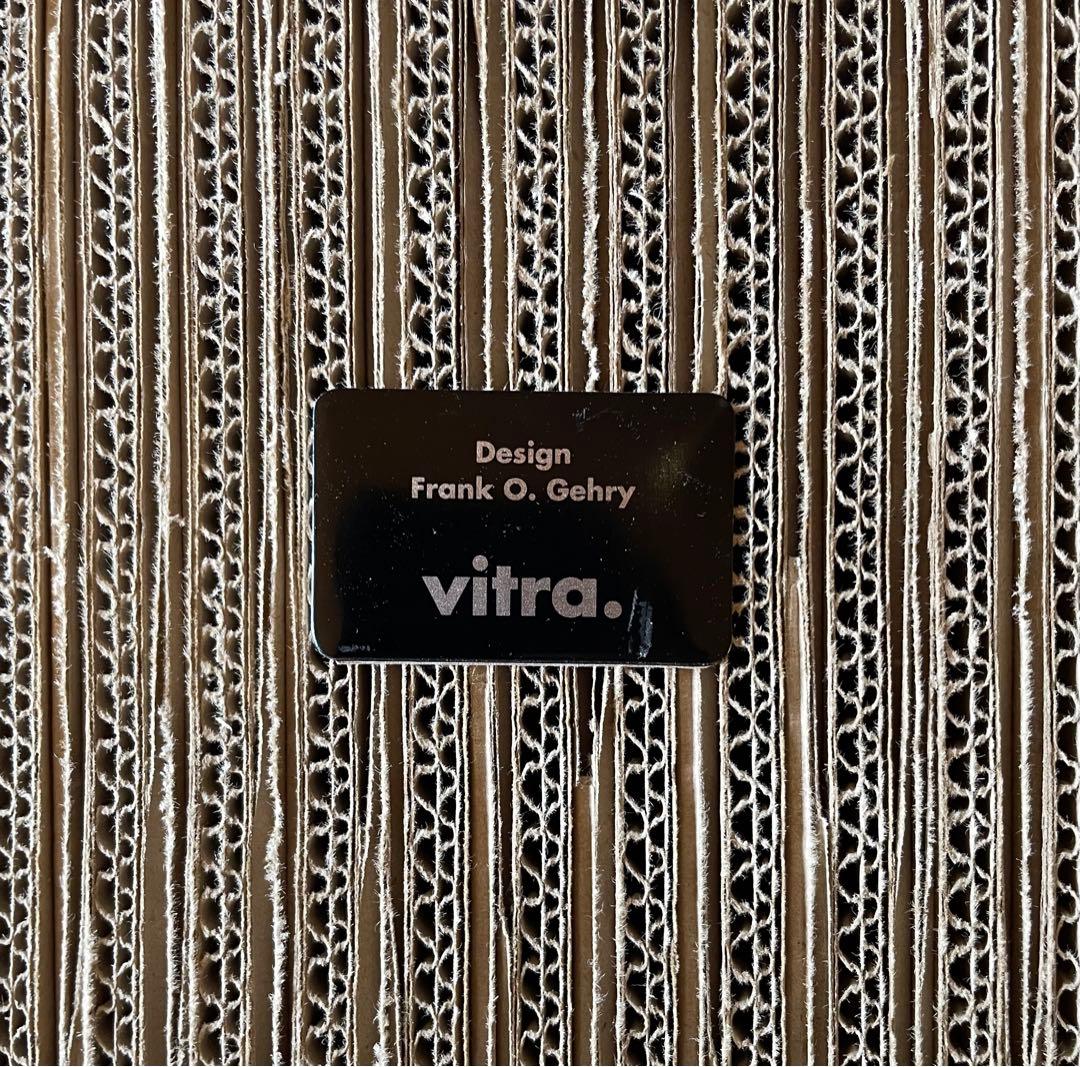 Design
Frank O. Gehry
vitra.